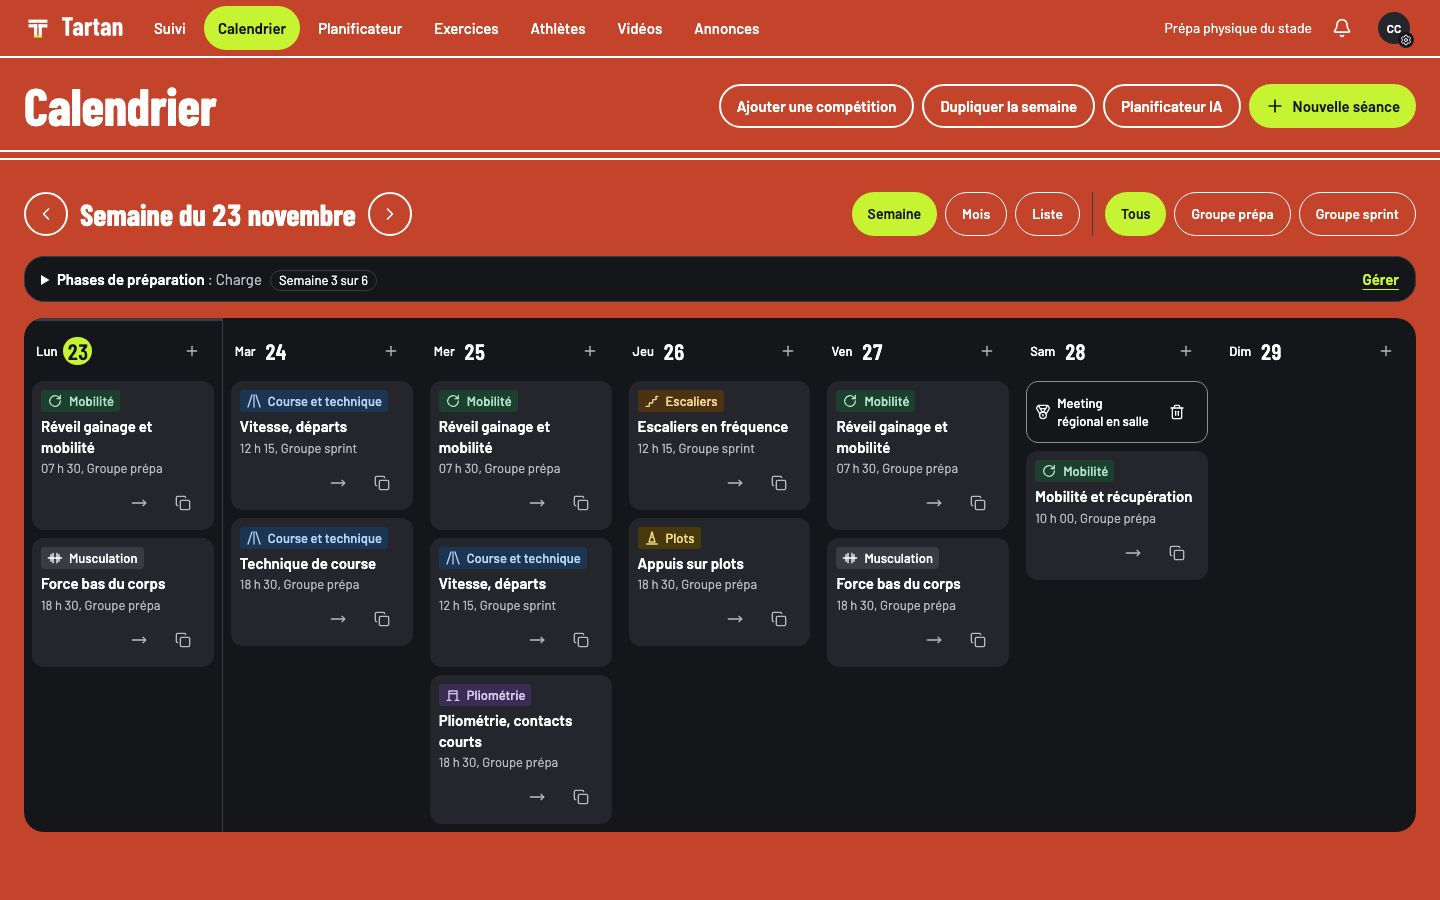 Tartan
Suivi
Calendrier
Planificateur
Exercices
Athlètes
Vidéos
Annonces
Prépa physique du stade
CC
Calendrier
Ajouter une compétition
Dupliquer la semaine
Planificateur IA
Nouvelle séance
Semaine du 23 novembre
Semaine
Mois
Liste
Tous
Groupe prépa
Groupe sprint
Phases de préparation : Charge
Semaine 3 sur 6
Gérer
Lun 23
Mobilité
Réveil gainage et
mobilité
07 h 30, Groupe prépa
Musculation
Force bas du corps
18 h 30, Groupe prépa
Mar 24
Course et technique
Vitesse, départs
12 h 15, Groupe sprint
Course et technique
Technique de course
18 h 30, Groupe prépa
Mer 25
Mobilité
Réveil gainage et
mobilité
07 h 30, Groupe prépa
Course et technique
Vitesse, départs
12 h 15, Groupe sprint
Pliométrie
Pliométrie, contacts
courts
18 h 30, Groupe prépa
Jeu 26
Escaliers
Escaliers en fréquence
12 h 15, Groupe sprint
Plots
Appuis sur plots
18 h 30, Groupe prépa
Ven 27
Mobilité
Réveil gainage et
mobilité
07 h 30, Groupe prépa
Musculation
Force bas du corps
18 h 30, Groupe prépa
Sam 28
Meeting
régional en salle
Mobilité
Mobilité et récupération
10 h 00, Groupe prépa
Dim 29